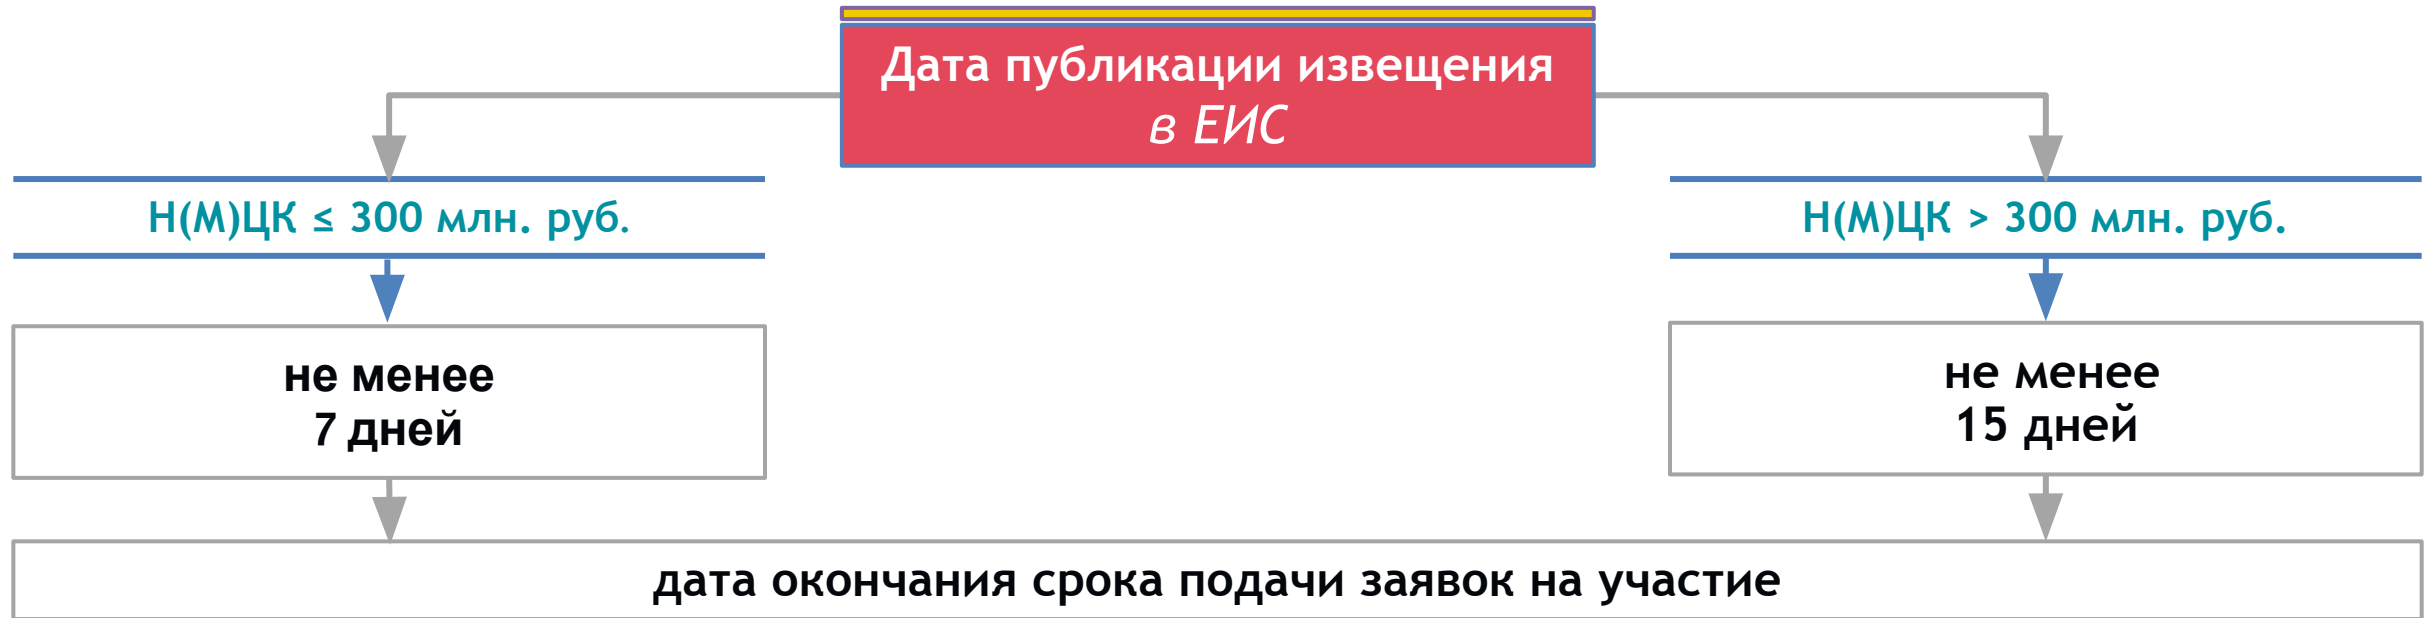 Дата публикации извещения
в ЕИС
Н(М)ЦК ≤ 300 млн. руб.
Н(М)ЦК > 300 млн. руб.
не менее
7 дней
не менее
15 дней
дата окончания срока подачи заявок на участие